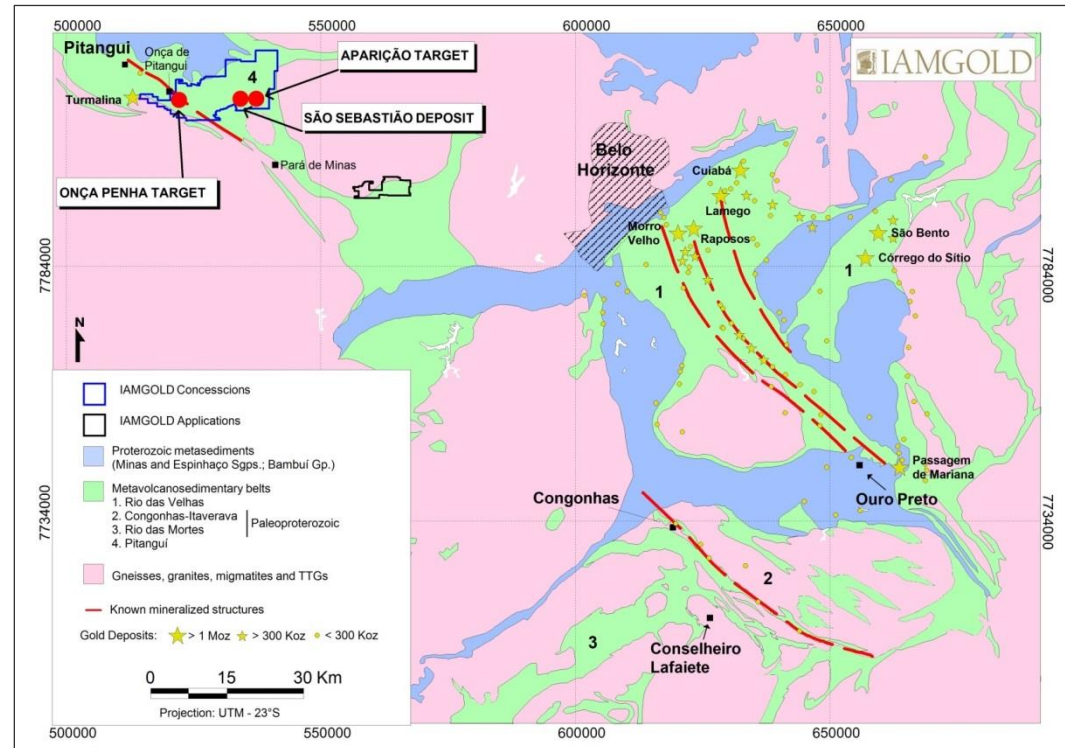 500000
550000
600000
650000
IAMGOLD
Pitangui
Onça de
Pitangui
4
APARIÇÃO TARGET
Turmalina
SÃO SEBASTIÃO DEPOSIT
Pará de Minas
ONÇA PENHA TARGET
Belo
Horizonte
Cuiabá
Lamego
Morro
Velho
Raposos
São Bento
Córrego do Sítio
1
1
7784000
7784000
N
IAMGOLD Concescions
IAMGOLD Applications
Proterozoic metasediments
(Minas and Espinhaço Sgps.; Bambuí Gp.)
Metavolcanosedimentary belts
1. Rio das Velhas
2. Congonhas-Itaverava
3. Rio das Mortes
4. Pitanguí
Paleoproterozoic
Gneisses, granites, migmatites and TTGs
Known mineralized structures
Gold Deposits: > 1 Moz > 300 Koz < 300 Koz
0 15 30 Km
Projection: UTM - 23°S
Passagem
de Mariana
Ouro Preto
Congonhas
7734000
7734000
2
3
Conselheiro
Lafaiete
500000
550000
600000
650000